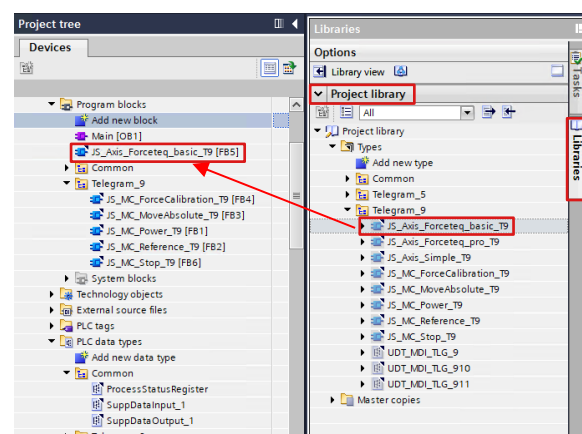 Project tree
Devices
Program blocks
Add new block
Main [OB1]
JS_Axis_Forceteq_basic_T9 [FB5]
Common
Telegram_9
JS_MC_ForceCalibration_T9 [FB4]
JS_MC_MoveAbsolute_T9 [FB3]
JS_MC_Power_T9 [FB1]
JS_MC_Reference_T9 [FB2]
JS_MC_Stop_T9 [FB6]
System blocks
Technology objects
External source files
PLC tags
PLC data types
Add new data type
Common
ProcessStatusRegister
SuppDataInput_1
SuppDataOutput_1
Libraries
Options
Library view
Project library
All
Project library
Types
Add new type
Common
Telegram_5
Telegram_9
JS_Axis_Forceteq_basic_T9
JS_Axis_Forceteq_pro_T9
JS_Axis_Simple_T9
JS_MC_ForceCalibration_T9
JS_MC_MoveAbsolute_T9
JS_MC_Power_T9
JS_MC_Reference_T9
JS_MC_Stop_T9
UDT_MDI_TLG_9
UDT_MDI_TLG_910
UDT_MDI_TLG_911
Master copies
Tasks
Libraries